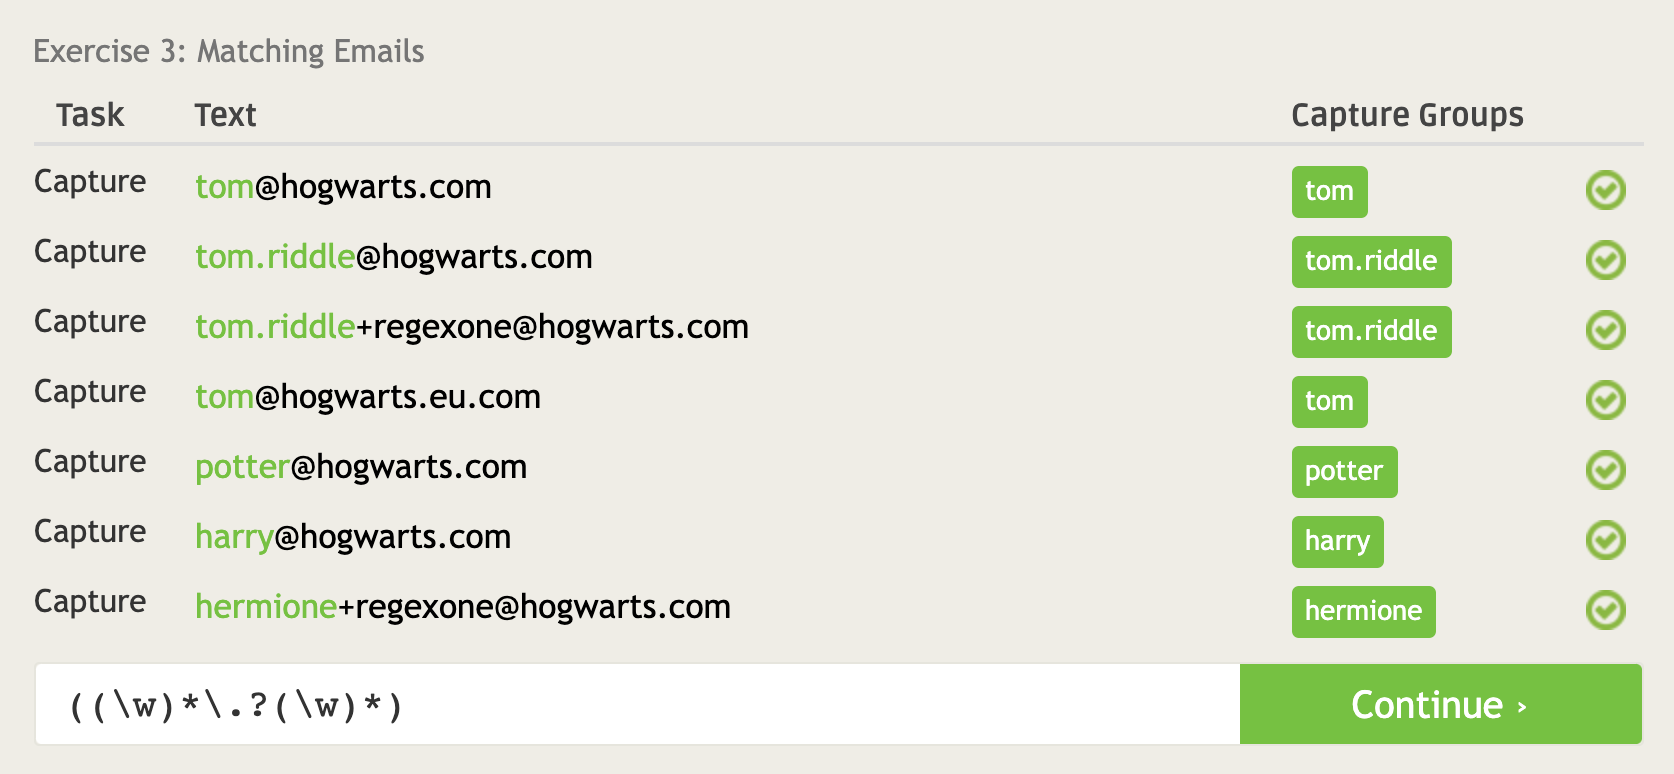 Exercise 3: Matching Emails
Task Text Capture Groups
Capture tom@hogwarts.com tom
Capture tom.riddle@hogwarts.com tom.riddle
Capture tom.riddle+regexone@hogwarts.com tom.riddle
Capture tom@hogwarts.eu.com tom
Capture potter@hogwarts.com potter
Capture harry@hogwarts.com harry
Capture hermione+regexone@hogwarts.com hermione
((\w)*\.?(\w)*) Continue ›